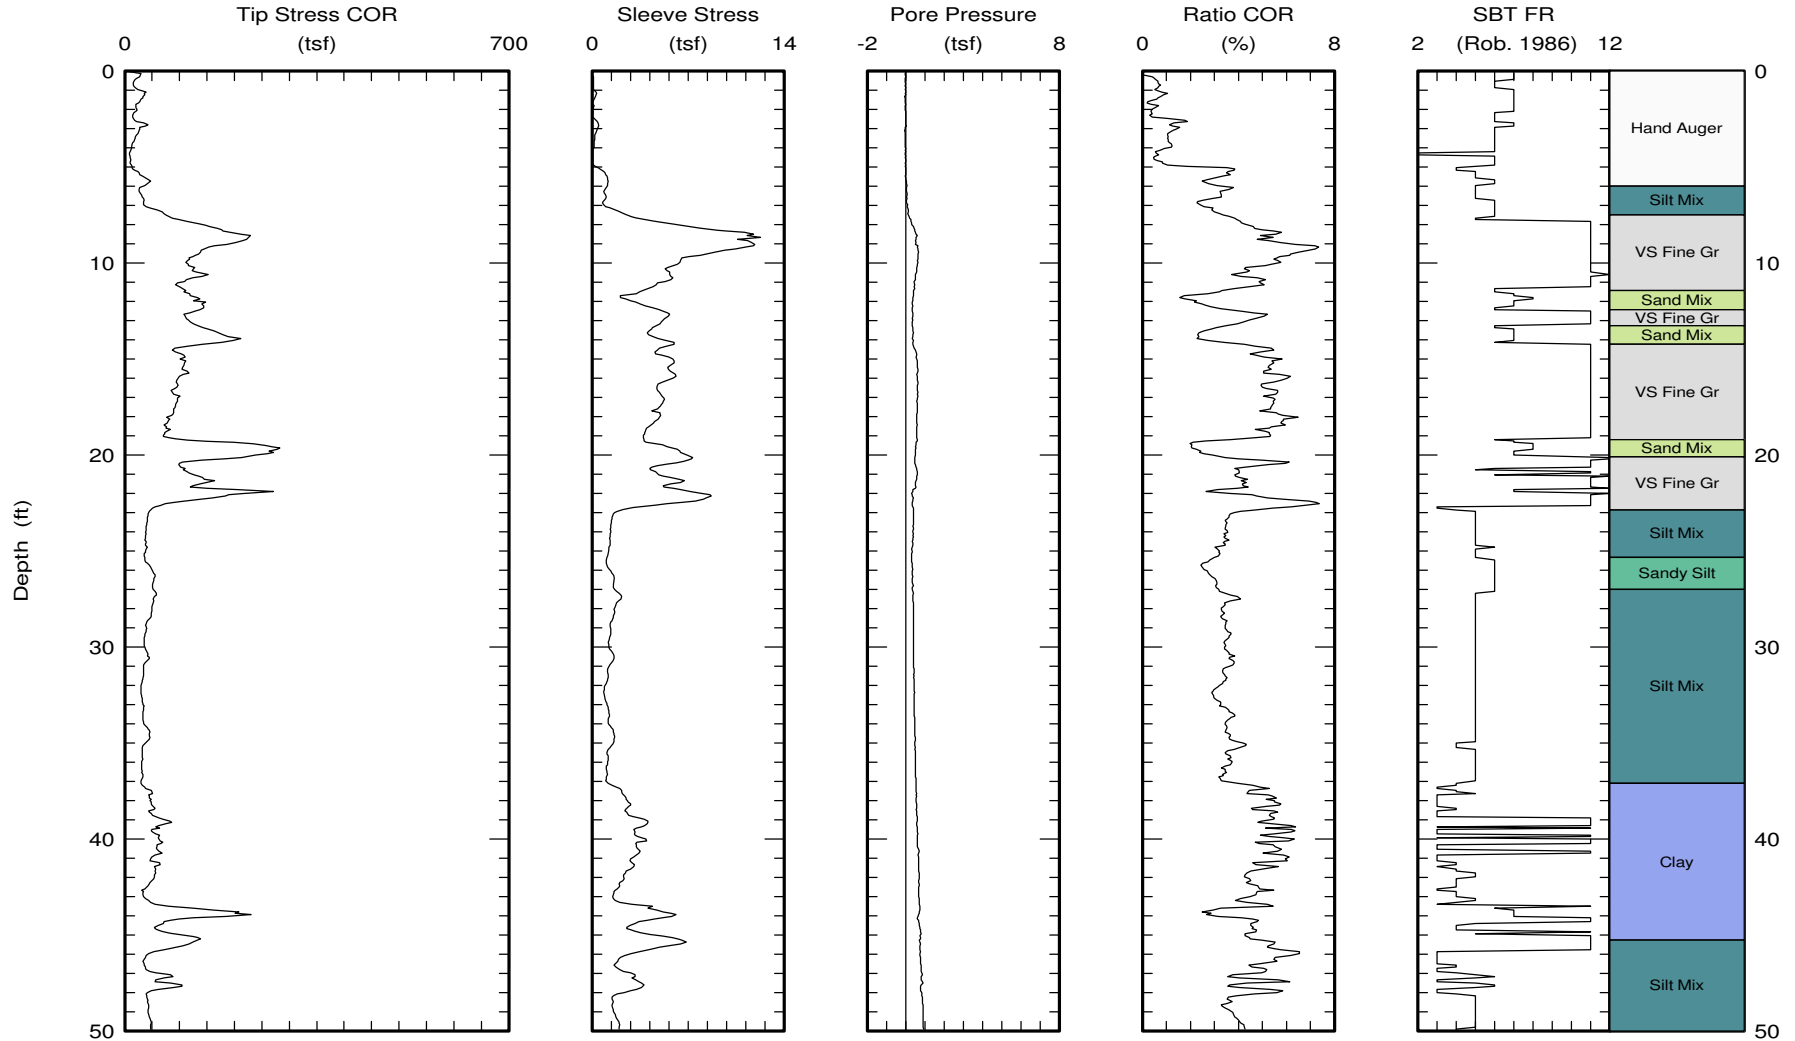 Tip Stress COR Sleeve Stress Pore Pressure Ratio COR SBT FR
0 (tsf) 700 0 (tsf) 14 -2 (tsf) 8 0 (%) 8 2 (Rob. 1986) 12
0 0
Hand Auger
Silt Mix
VS Fine Gr
10 10
Sand Mix
VS Fine Gr
Sand Mix
VS Fine Gr
Sand Mix
20 20
VS Fine Gr
Silt Mix
Depth (ft)
Sandy Silt
30 30
Silt Mix
40 40
Clay
Silt Mix
50 50